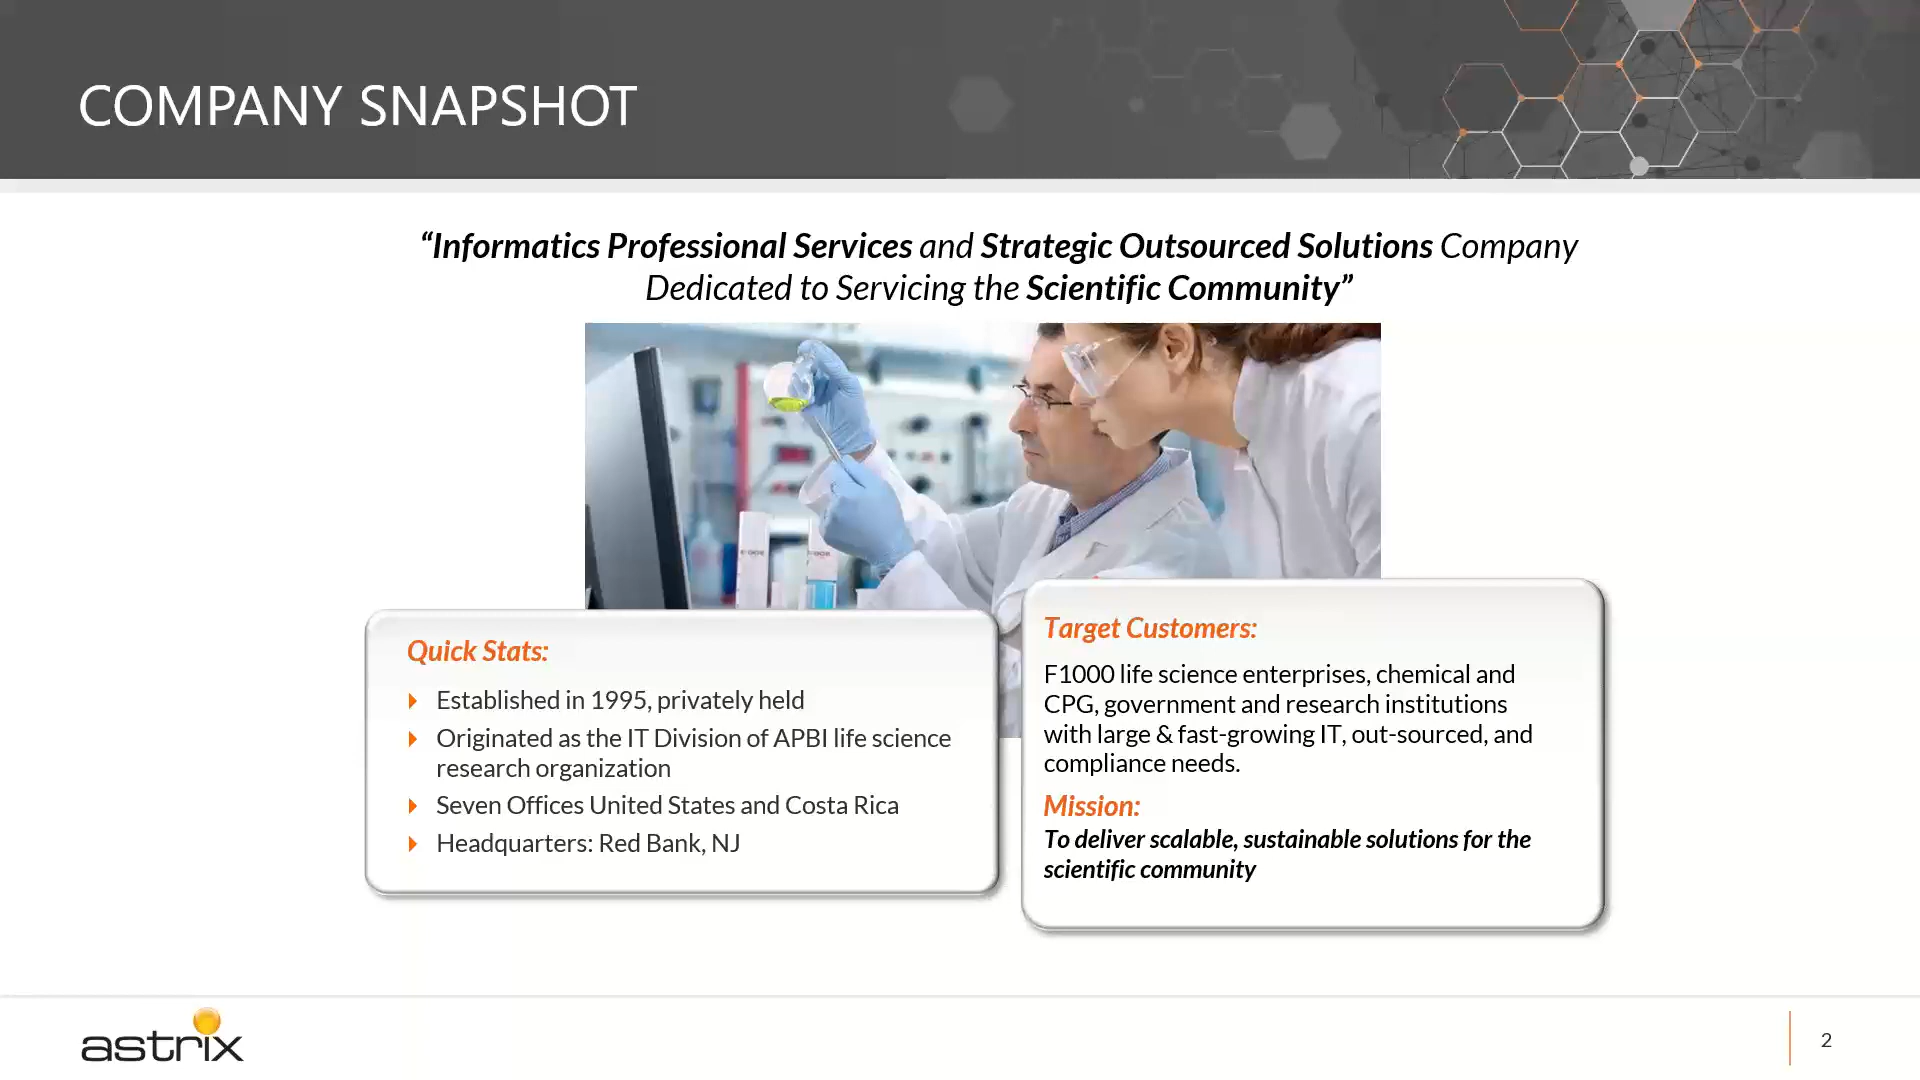 COMPANY SNAPSHOT
“Informatics Professional Services and Strategic Outsourced Solutions Company
Dedicated to Servicing the Scientific Community”
Quick Stats:
Established in 1995, privately held
Originated as the IT Division of APBI life science
research organization
Seven Offices United States and Costa Rica
Headquarters: Red Bank, NJ
Target Customers:
F1000 life science enterprises, chemical and
CPG, government and research institutions
with large & fast-growing IT, out-sourced, and
compliance needs.
Mission:
To deliver scalable, sustainable solutions for the
scientific community
astrix
2